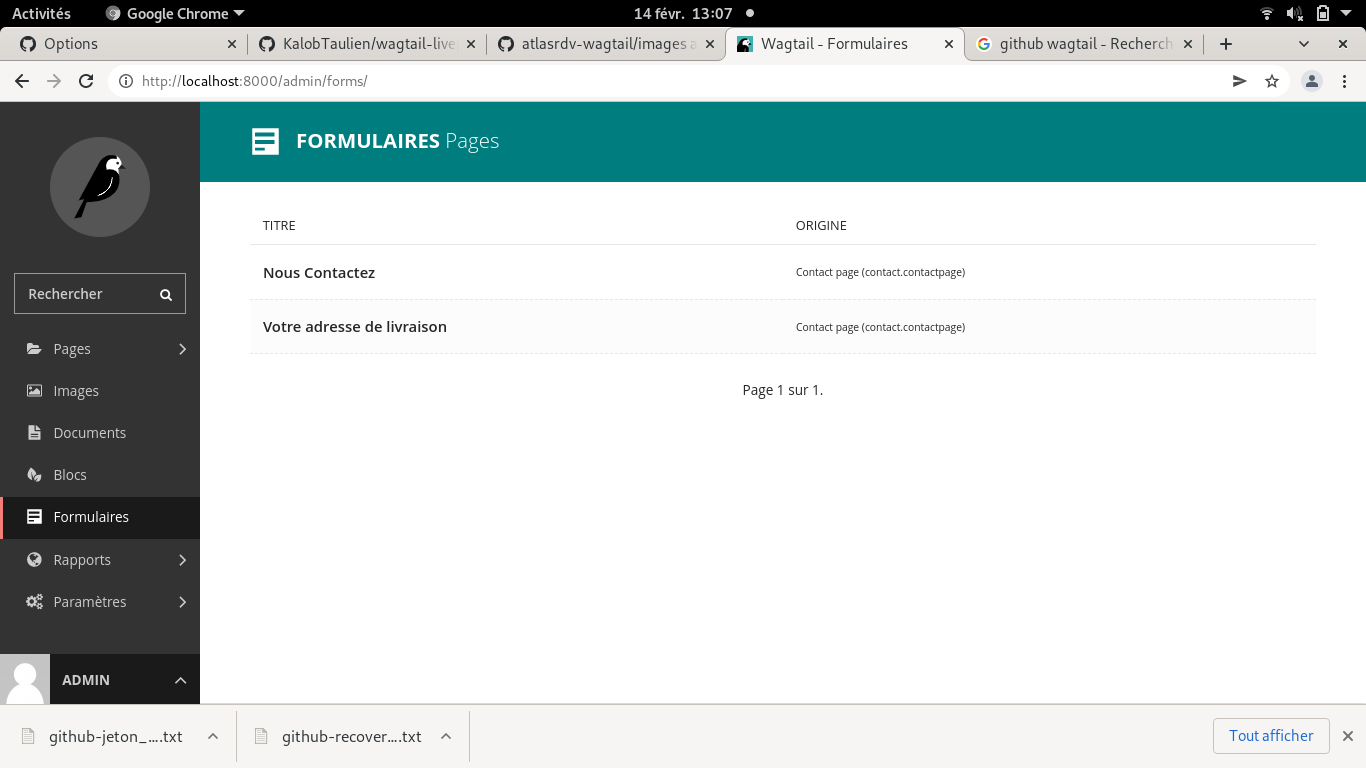 Activités Google Chrome 14 févr. 13:07
Options KalobTaulien/wagtail-live atlasrdv-wagtail/images a Wagtail - Formulaires github wagtail - Recherch
http://localhost:8000/admin/forms/
FORMULAIRES Pages
Rechercher
Pages
Images
Documents
Blocs
Formulaires
Rapports
Paramètres
ADMIN
TITRE ORIGINE
Nous Contactez Contact page (contact.contactpage)
Votre adresse de livraison Contact page (contact.contactpage)
Page 1 sur 1.
github-jeton_....txt github-recover....txt Tout afficher